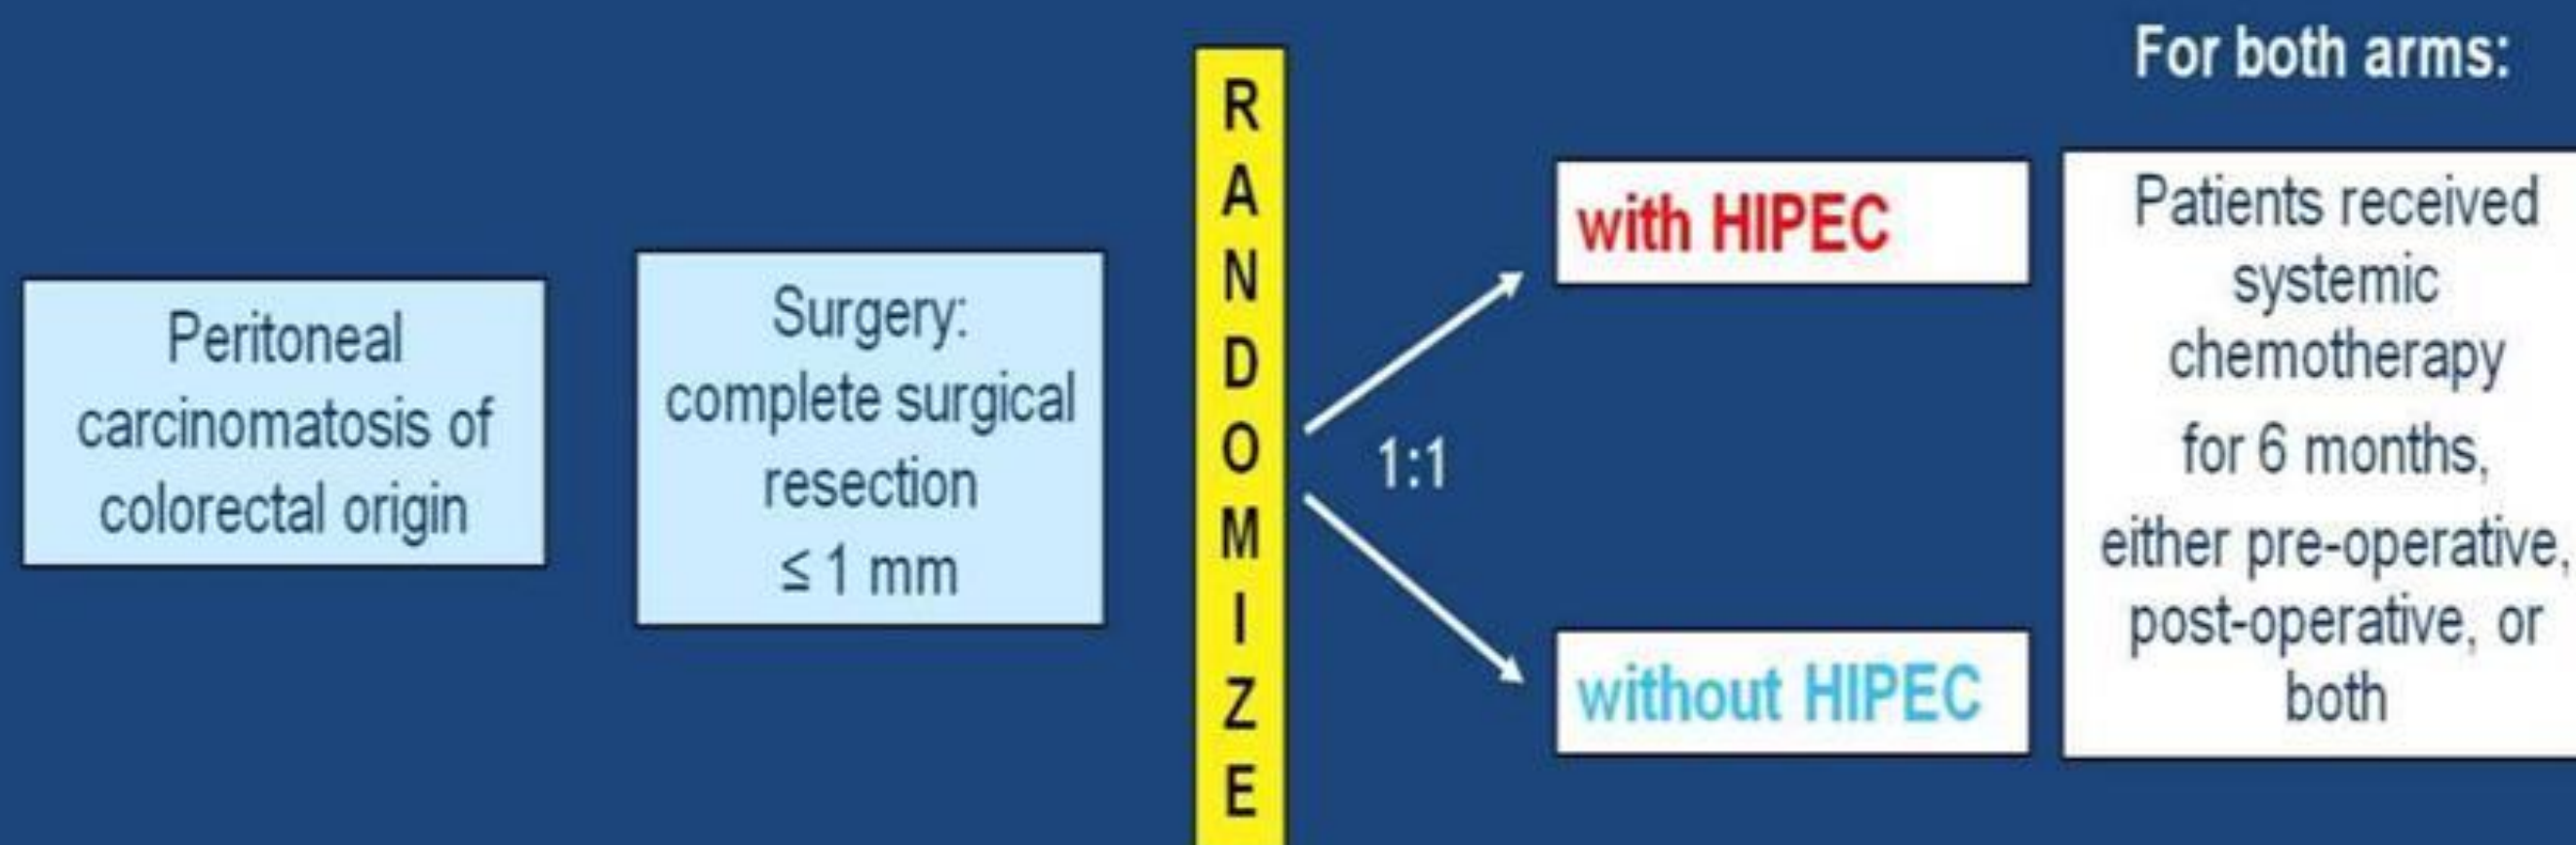 Peritoneal
carcinomatosis of
colorectal origin
Surgery:
complete surgical
resection
≤ 1 mm
R
A
N
D
O
M
I
Z
E
1:1
with HIPEC
without HIPEC
For both arms:
Patients received
systemic
chemotherapy
for 6 months,
either pre-operative,
post-operative, or
both